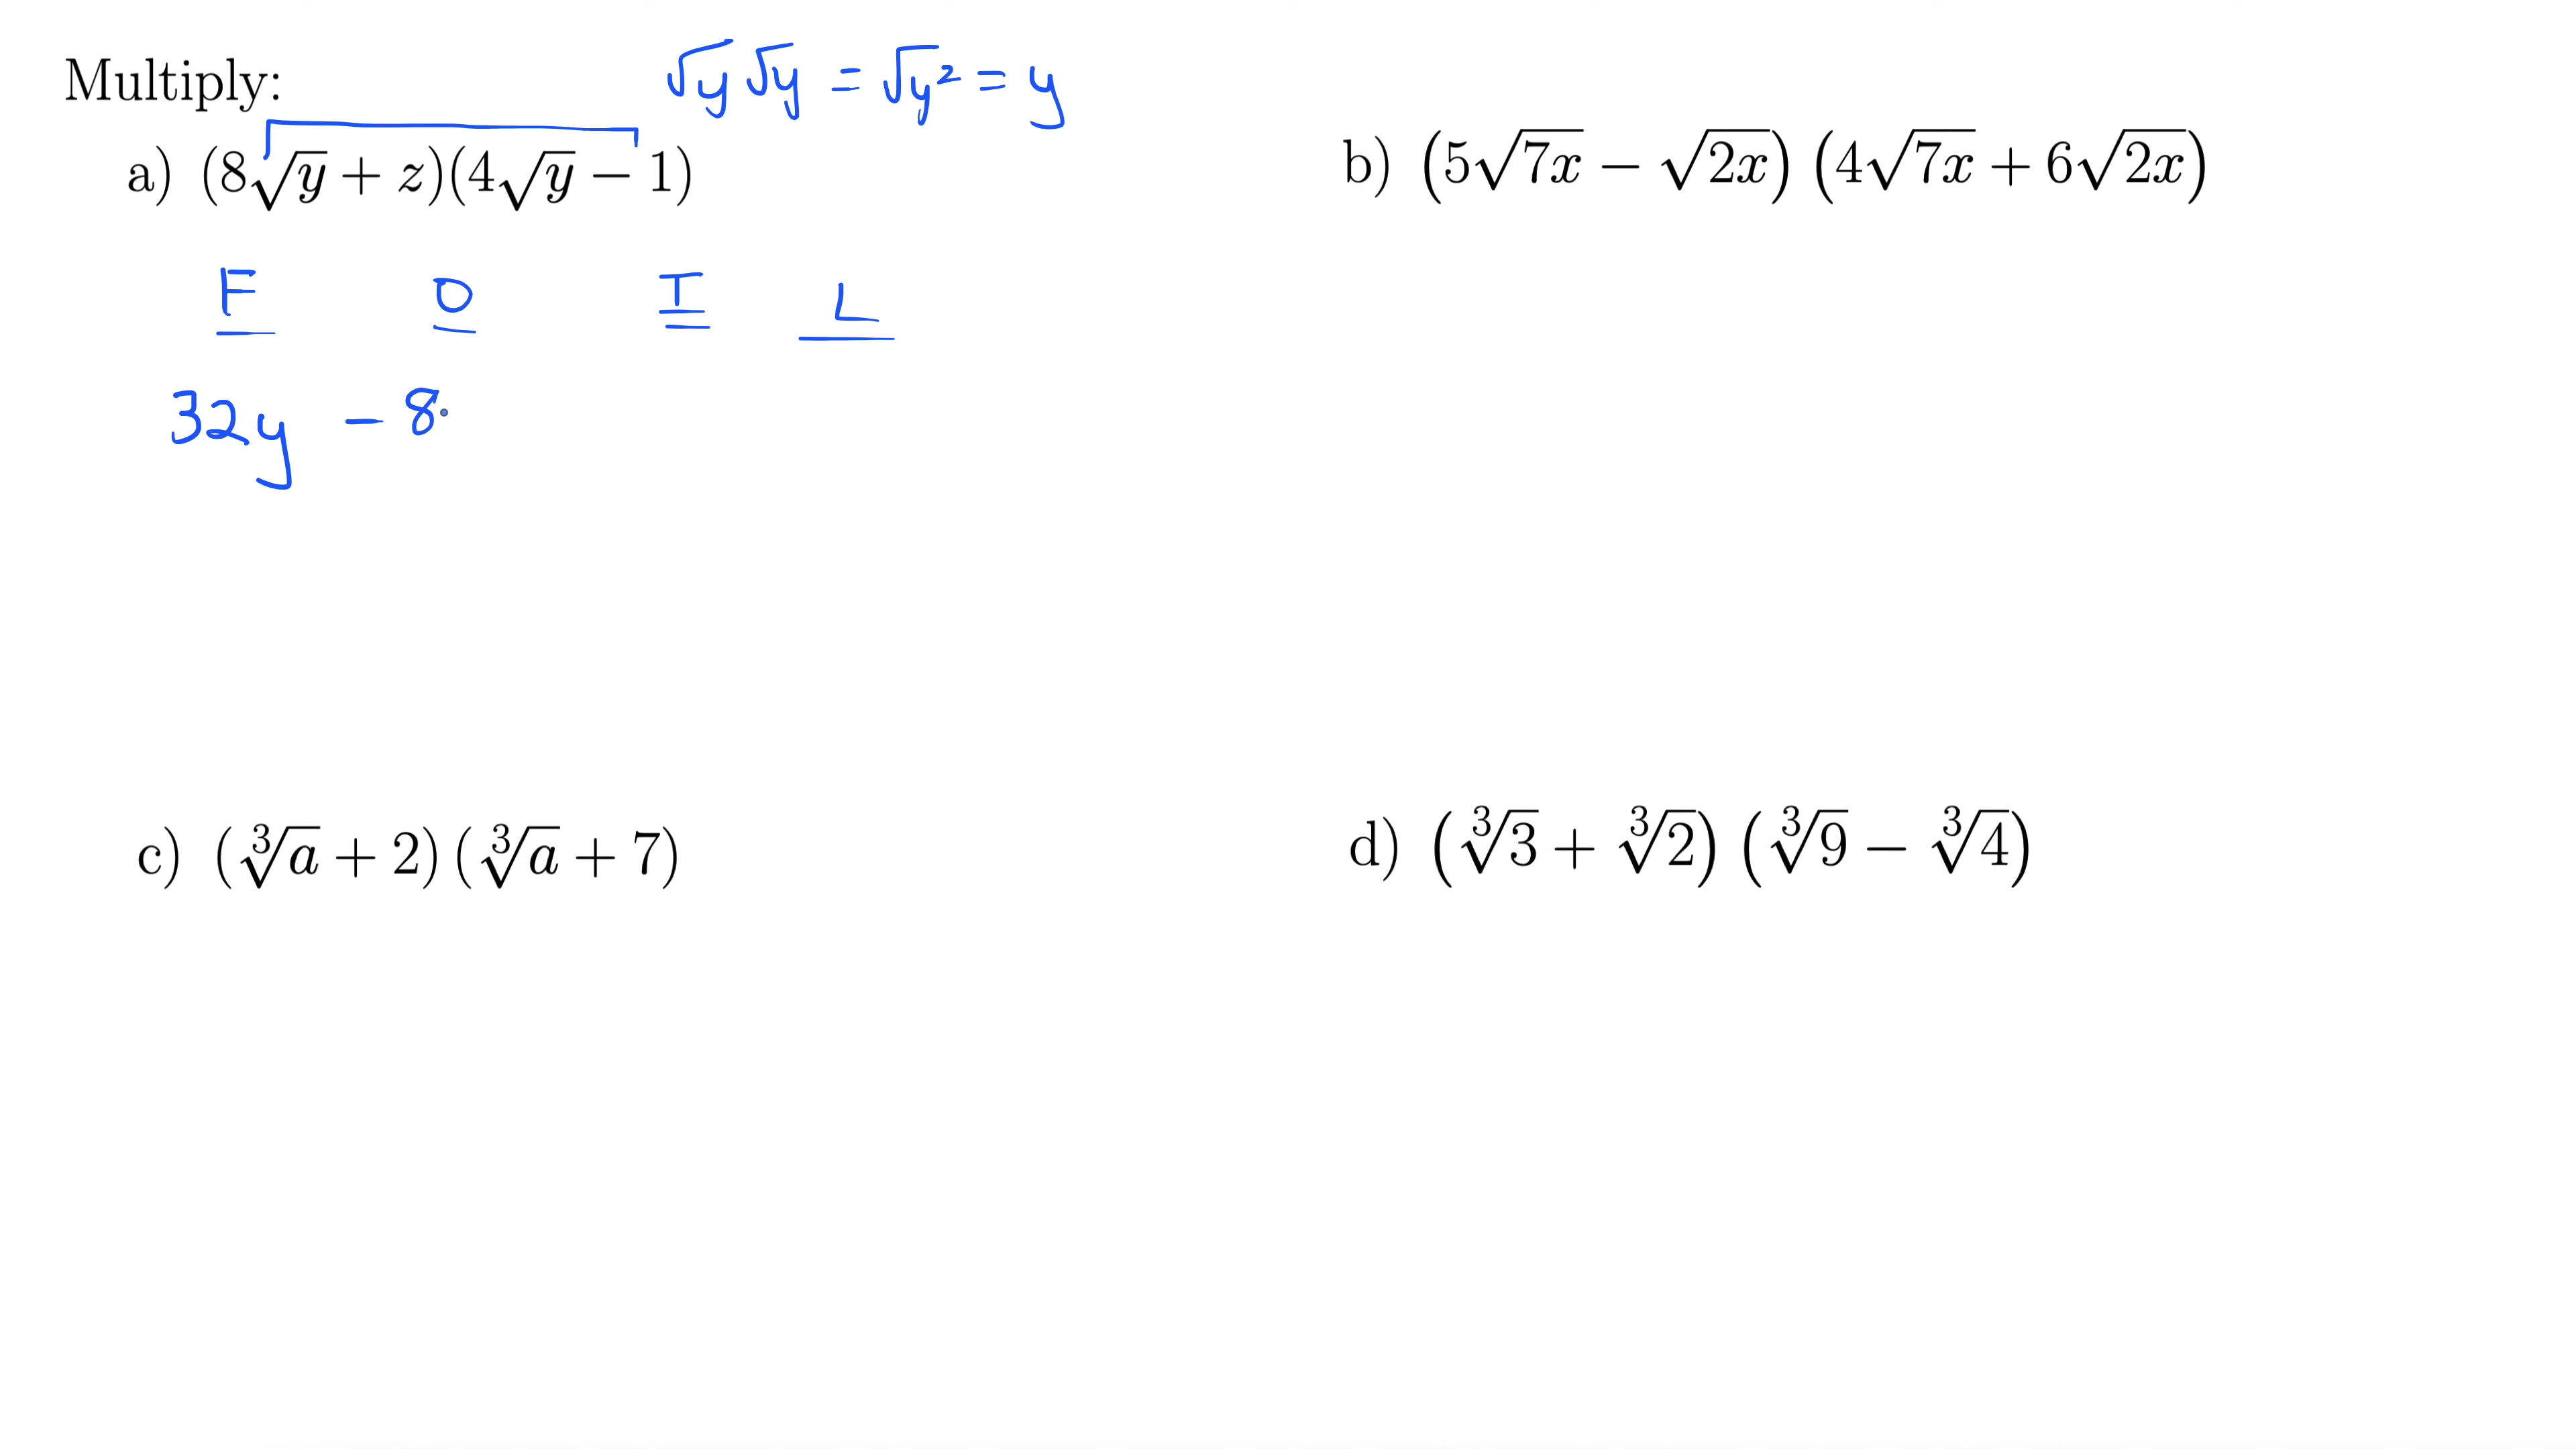 Multiply:
√y √y = √y² = y
a) (8√y + z)(4√y − 1)
b) (5√7x − √2x) (4√7x + 6√2x)
F O I L
32y − 8
c) (∛a + 2) (∛a + 7)
d) (∛3 + ∛2) (∛9 − ∛4)